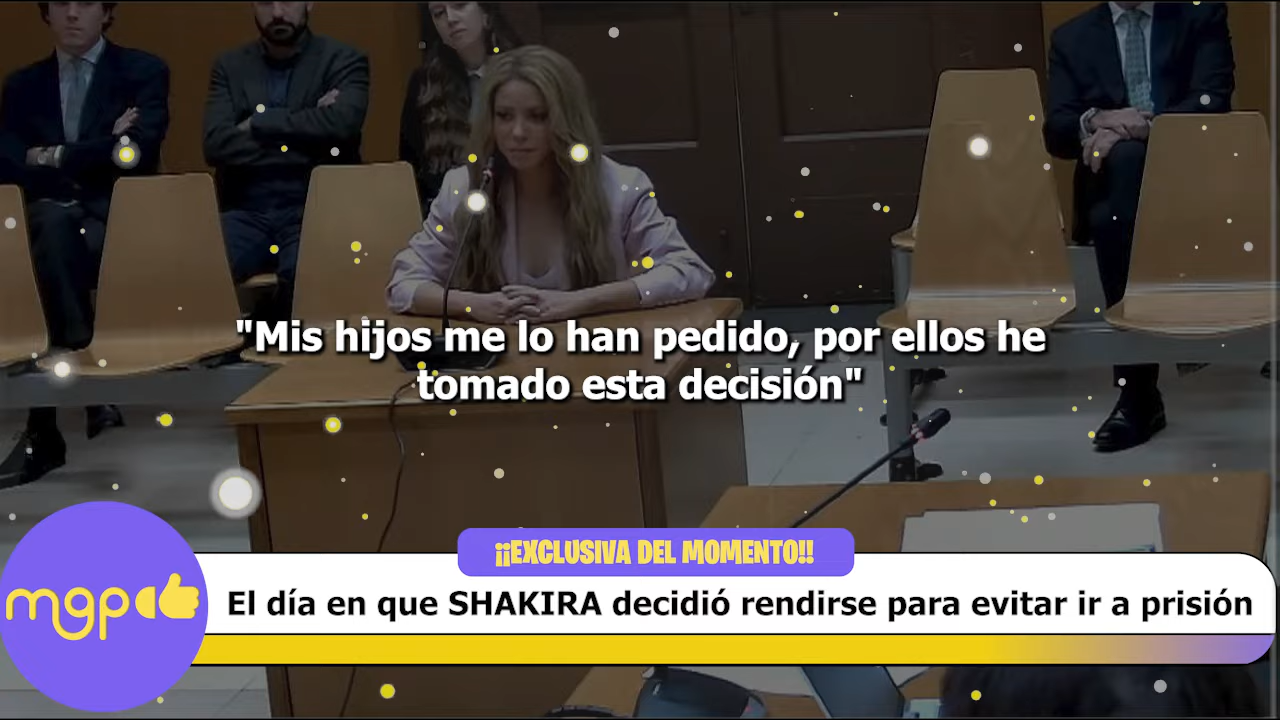 "Mis hijos me lo han pedido, por ellos he
tomado esta decisión"
¡¡EXCLUSIVA DEL MOMENTO!!
mgp
El día en que SHAKIRA decidió rendirse para evitar ir a prisión